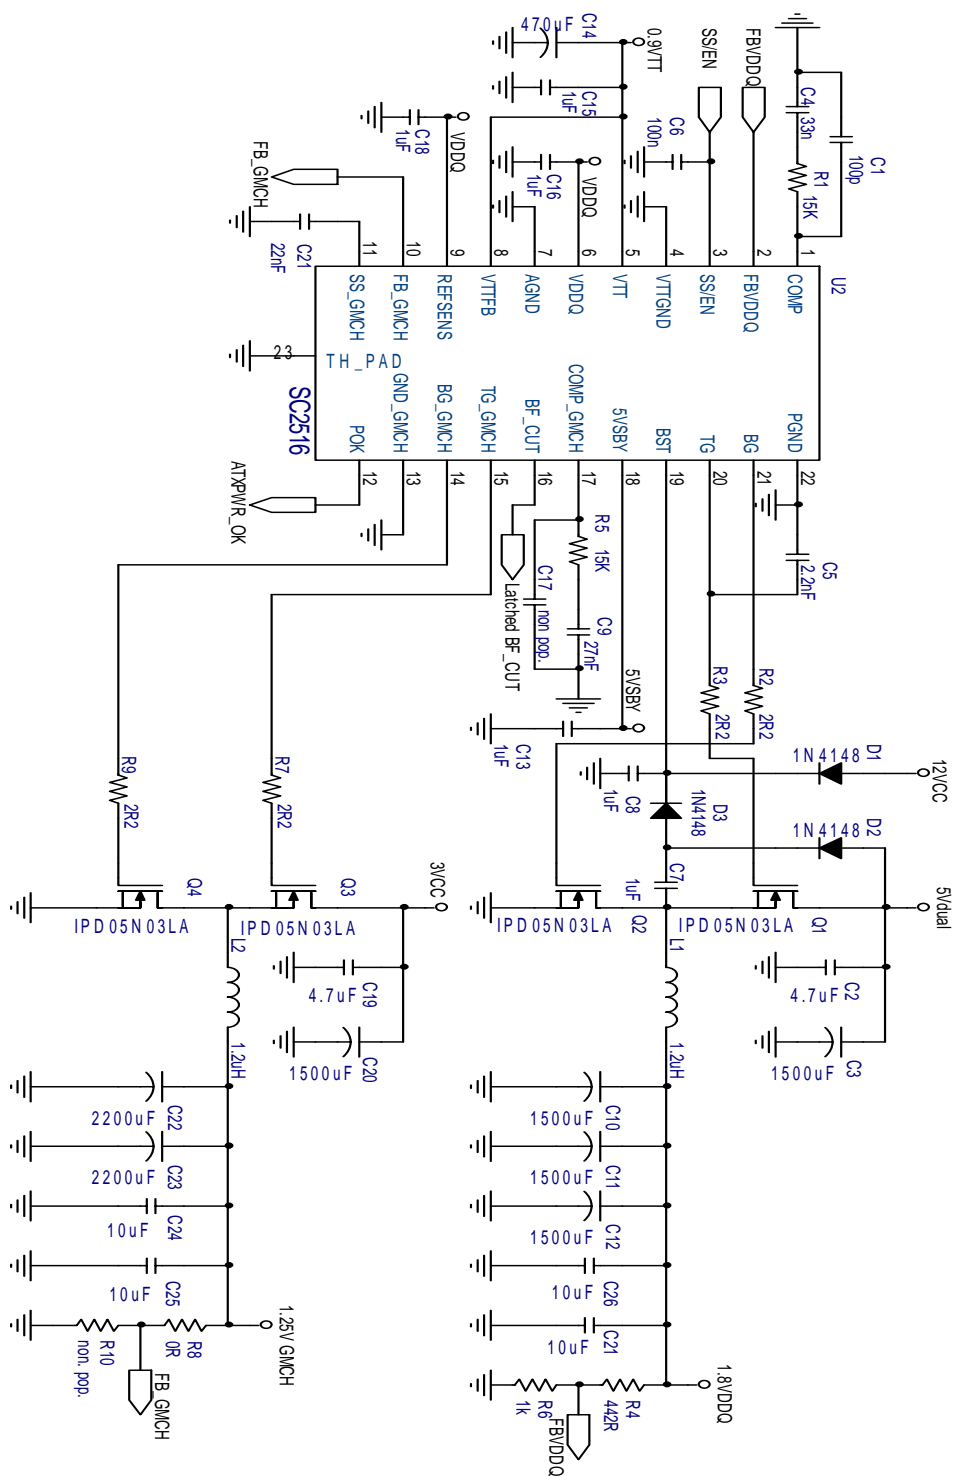 470uF
C14
0.9VTT
SS/EN
FBVDDQ
C15
1uF
C4
33n
C1
100p
C18
1uF
VDDQ
C16
1uF
VDDQ
C6
100n
R1
15K
FB_GMCH
C21
22nF
11
10
9
8
7
6
5
4
3
2
1
U2
SS_GMCH
FB_GMCH
REFSENS
VTTFB
AGND
VDDQ
VTT
VTTGND
SS/EN
FBVDDQ
COMP
23
TH_PAD
SC2516
POK
GND_GMCH
BG_GMCH
TG_GMCH
BF_CUT
COMP_GMCH
5VSBY
BST
TG
BG
PGND
12
13
14
15
16
17
18
19
20
21
22
ATXPWR_OK
R5
15K
C5
2.2nF
C17
non pop.
C9
27nF
Latched BF_CUT
5VSBY
R3
2R2
R2
2R2
C13
1uF
R9
2R2
R7
2R2
C8
1uF
D3
1N4148
D1
1N4148
12VCC
D2
1N4148
C7
1uF
3VCC
5Vdual
Q4
IPD05N03LA
Q3
IPD05N03LA
Q2
IPD05N03LA
Q1
IPD05N03LA
L2
1.2uH
L1
1.2uH
C19
4.7uF
C2
4.7uF
C20
1500uF
C3
1500uF
C22
2200uF
C10
1500uF
C23
2200uF
C11
1500uF
C24
10uF
C12
1500uF
C25
10uF
C26
10uF
C21
10uF
1.25V GMCH
R8
0R
R10
non. pop.
FB_GMCH
1.8VDDQ
R4
442R
R6
1k
FBVDDQ